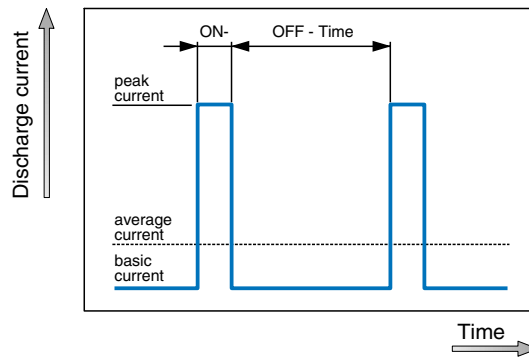 Discharge current
ON-
OFF - Time
peak
current
average
current
basic
current
Time